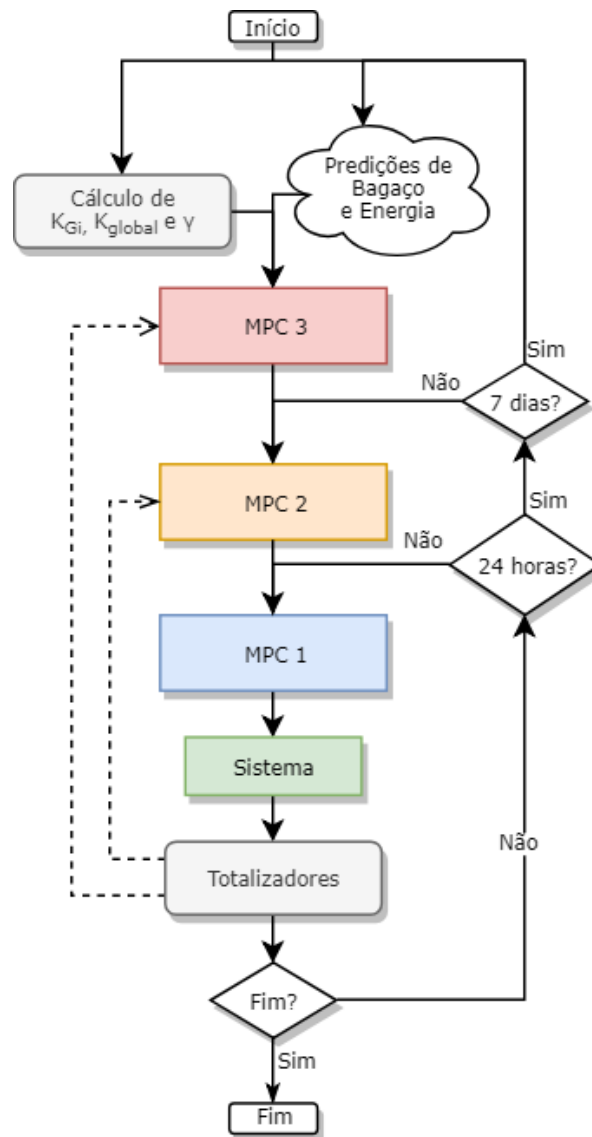 Início
Predições de
Bagaço
e Energia
Cálculo de
K_Gi, K_global e γ
MPC 3
Sim
Não
7 dias?
MPC 2
Sim
Não
24 horas?
MPC 1
Sistema
Não
Totalizadores
Fim?
Sim
Fim